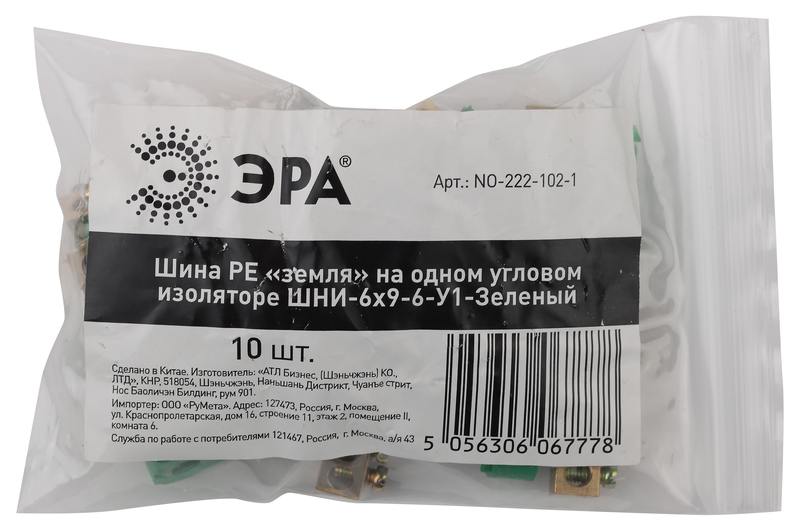 ЭРА®
Арт.: NO-222-102-1
Шина PE «земля» на одном угловом
изоляторе ШНИ-6х9-6-У1-Зеленый
10 шт.
Сделано в Китае. Изготовитель: «АТЛ Бизнес, (Шэньчжэнь) КО.,
ЛТД», КНР, 518054, Шэньчжэнь, Наньшань Дистрикт, Чуанъе стрит,
Нос Баоличэн Билдинг, рум 901.
Импортер: ООО «РуМета». Адрес: 127473, Россия, г. Москва,
ул. Краснопролетарская, дом 16, строение 11, этаж 2, помещение II,
комната 6.
Служба по работе с потребителями 121467, Россия, г. Москва, а/я 43
5 056306 067778